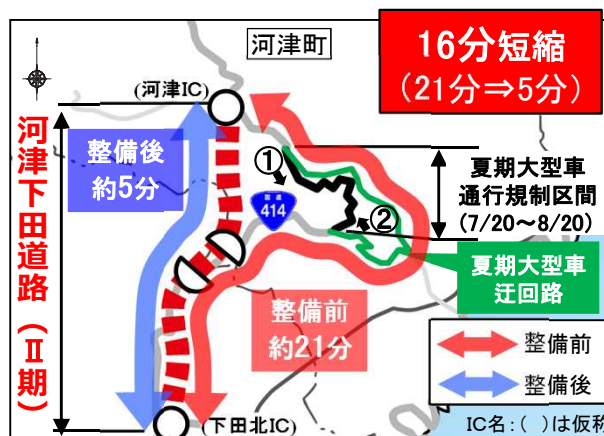 河津町
16分短縮
(21分⇒5分)
(河津IC)
河津下田道路(Ⅱ期)
整備後
約5分
①
②
国道
414
夏期大型車
通行規制区間
(7/20～8/20)
夏期大型車
迂回路
整備前
約21分
整備前
整備後
(下田北IC)
IC名:( )は仮称